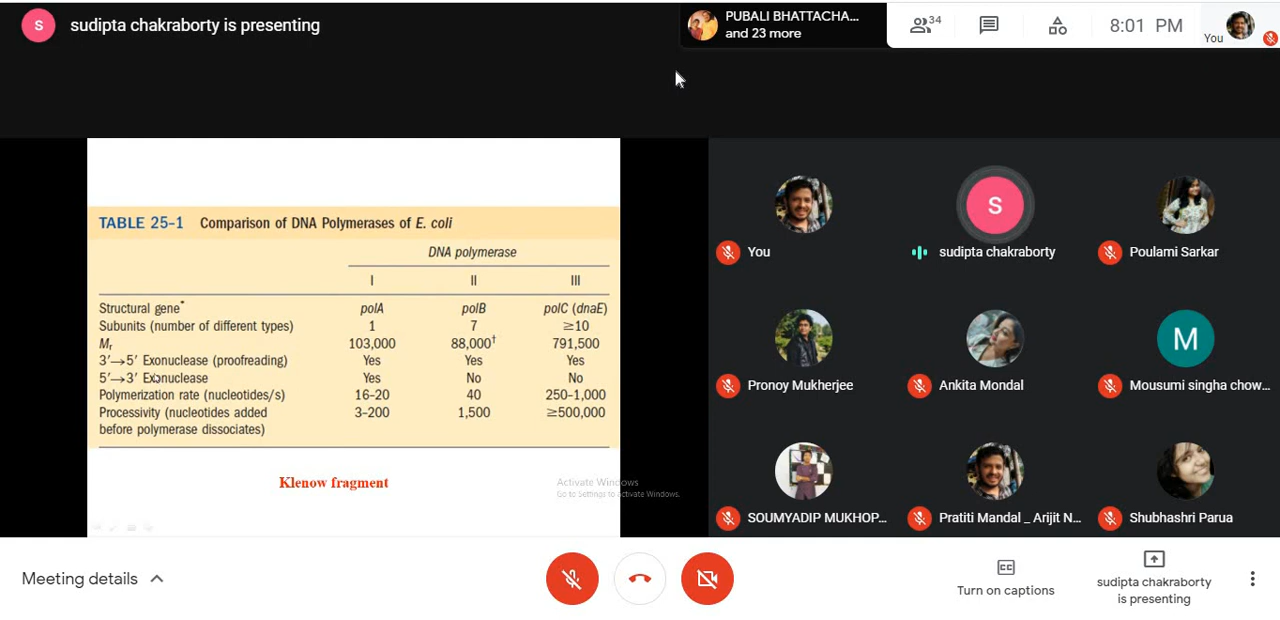 S sudipta chakraborty is presenting
PUBALI BHATTACHA...
and 23 more
34
8:01 PM
You
TABLE 25-1 Comparison of DNA Polymerases of E. coli
DNA polymerase
I II III
Structural gene* polA polB polC (dnaE)
Subunits (number of different types) 1 7 ≥10
Mr 103,000 88,000† 791,500
3′→5′ Exonuclease (proofreading) Yes Yes Yes
5′→3′ Exonuclease Yes No No
Polymerization rate (nucleotides/s) 16-20 40 250-1,000
Processivity (nucleotides added 3-200 1,500 ≥500,000
before polymerase dissociates)
Klenow fragment
Activate Windows
Go to Settings to activate Windows.
S
You sudipta chakraborty Poulami Sarkar
M
Pronoy Mukherjee Ankita Mondal Mousumi singha chow...
SOUMYADIP MUKHOP... Pratiti Mandal _ Arijit N... Shubhashri Parua
Meeting details
CC
Turn on captions
sudipta chakraborty
is presenting